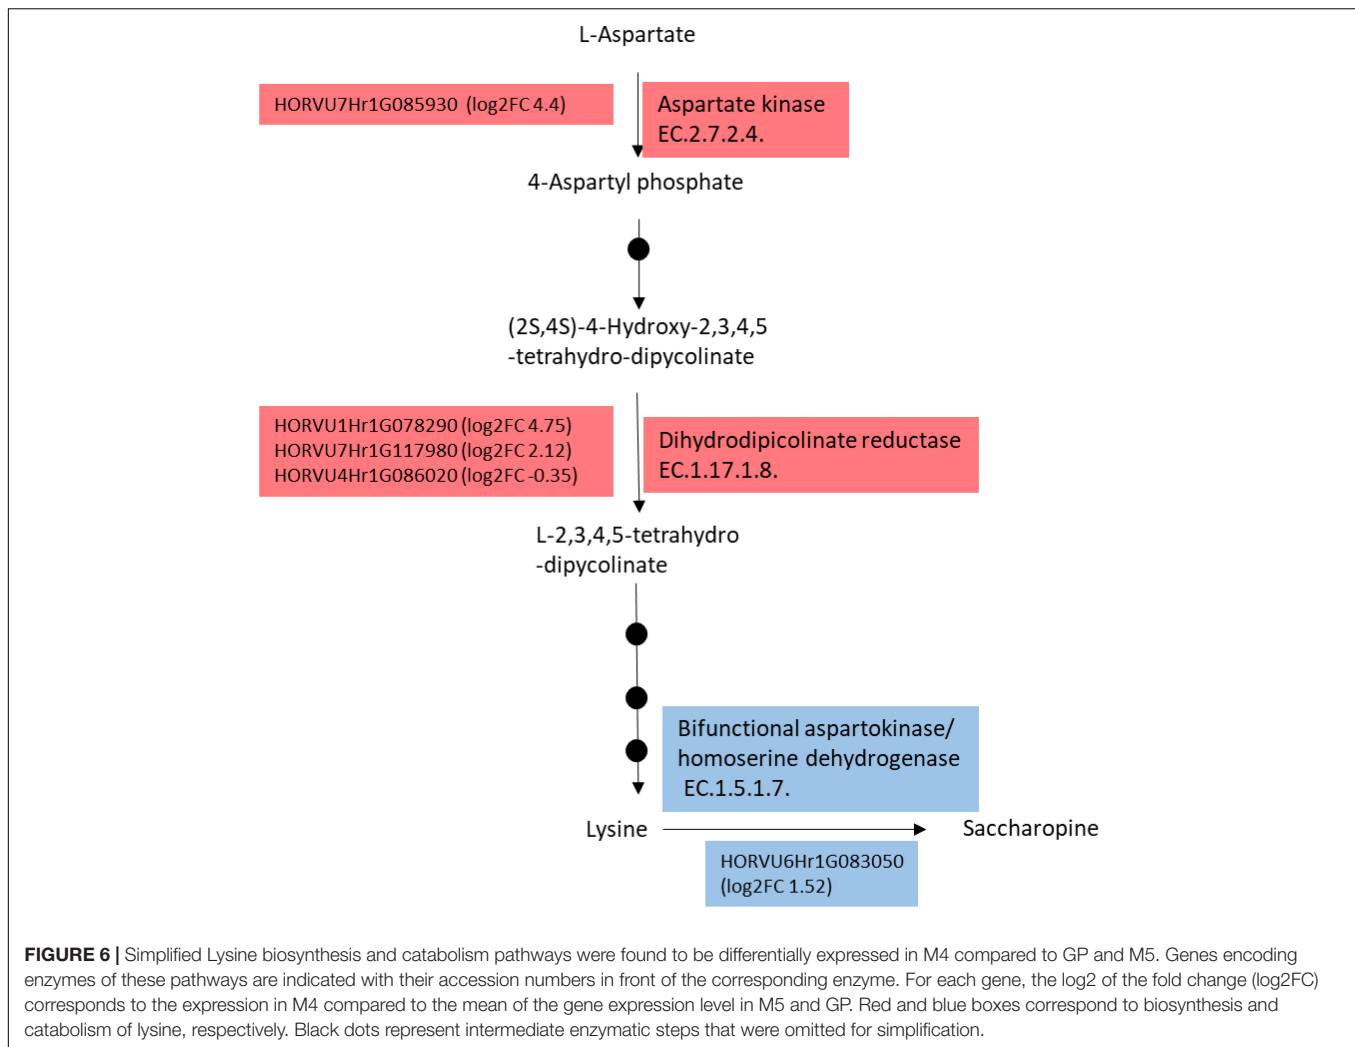 L-Aspartate
HORVU7Hr1G085930 (log2FC 4.4)
Aspartate kinase
EC.2.7.2.4.
4-Aspartyl phosphate
(2S,4S)-4-Hydroxy-2,3,4,5
-tetrahydro-dipycolinate
HORVU1Hr1G078290 (log2FC 4.75)
HORVU7Hr1G117980 (log2FC 2.12)
HORVU4Hr1G086020 (log2FC -0.35)
Dihydrodipicolinate reductase
EC.1.17.1.8.
L-2,3,4,5-tetrahydro
-dipycolinate
Bifunctional aspartokinase/
homoserine dehydrogenase
EC.1.5.1.7.
Lysine
Saccharopine
HORVU6Hr1G083050
(log2FC 1.52)
FIGURE 6 | Simplified Lysine biosynthesis and catabolism pathways were found to be differentially expressed in M4 compared to GP and M5. Genes encoding
enzymes of these pathways are indicated with their accession numbers in front of the corresponding enzyme. For each gene, the log2 of the fold change (log2FC)
corresponds to the expression in M4 compared to the mean of the gene expression level in M5 and GP. Red and blue boxes correspond to biosynthesis and
catabolism of lysine, respectively. Black dots represent intermediate enzymatic steps that were omitted for simplification.